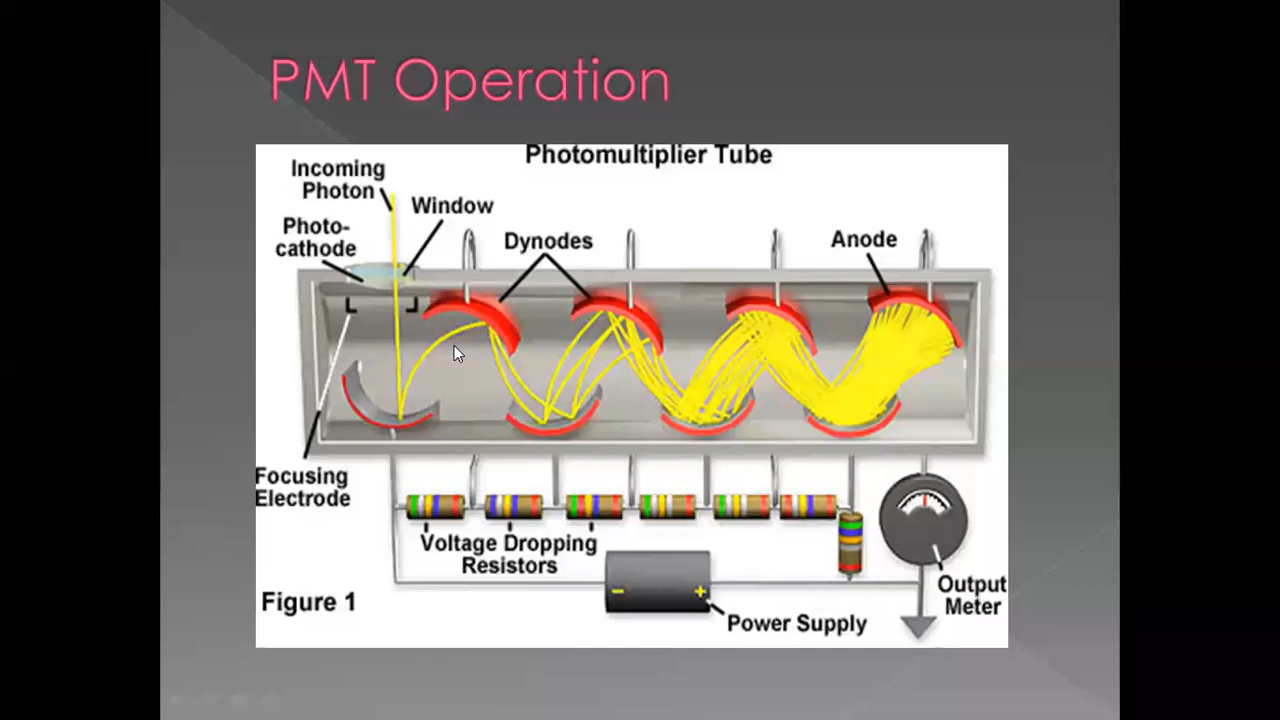 PMT Operation
Photomultiplier Tube
Incoming
Photon
Window
Photo-
cathode
Dynodes
Anode
Focusing
Electrode
Voltage Dropping
Resistors
Output
Meter
Figure 1
- +
Power Supply